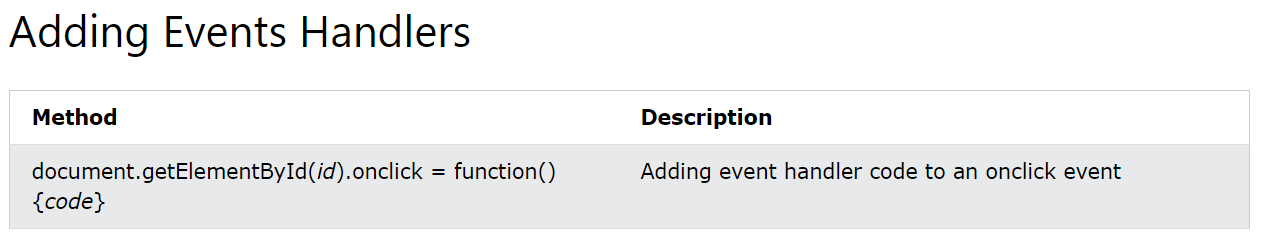 Adding Events Handlers
Method
Description
document.getElementById(id).onclick = function()
{code}
Adding event handler code to an onclick event